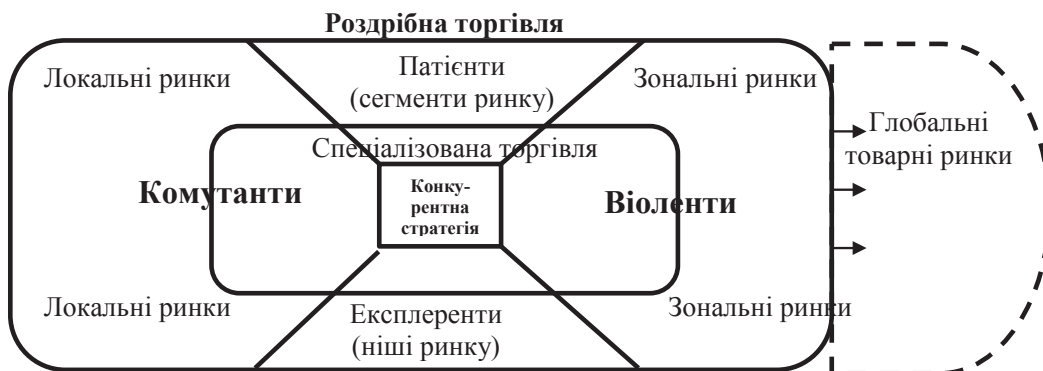 Роздрібна торгівля
Локальні ринки
Патієнти
(сегменти ринку)
Зональні ринки
Глобальні
товарні ринки
Спеціалізована торгівля
Комутанти
Конку-
рентна
стратегія
Віоленти
Локальні ринки
Експлеренти
(ніші ринку)
Зональні ринки